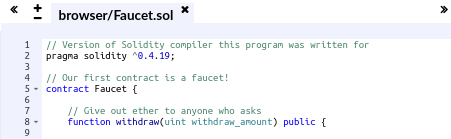 browser/Faucet.sol
1 // Version of Solidity compiler this program was written for
2 pragma solidity ^0.4.19;
3
4 // Our first contract is a faucet!
5 contract Faucet {
6
7 // Give out ether to anyone who asks
8 function withdraw(uint withdraw_amount) public {
9